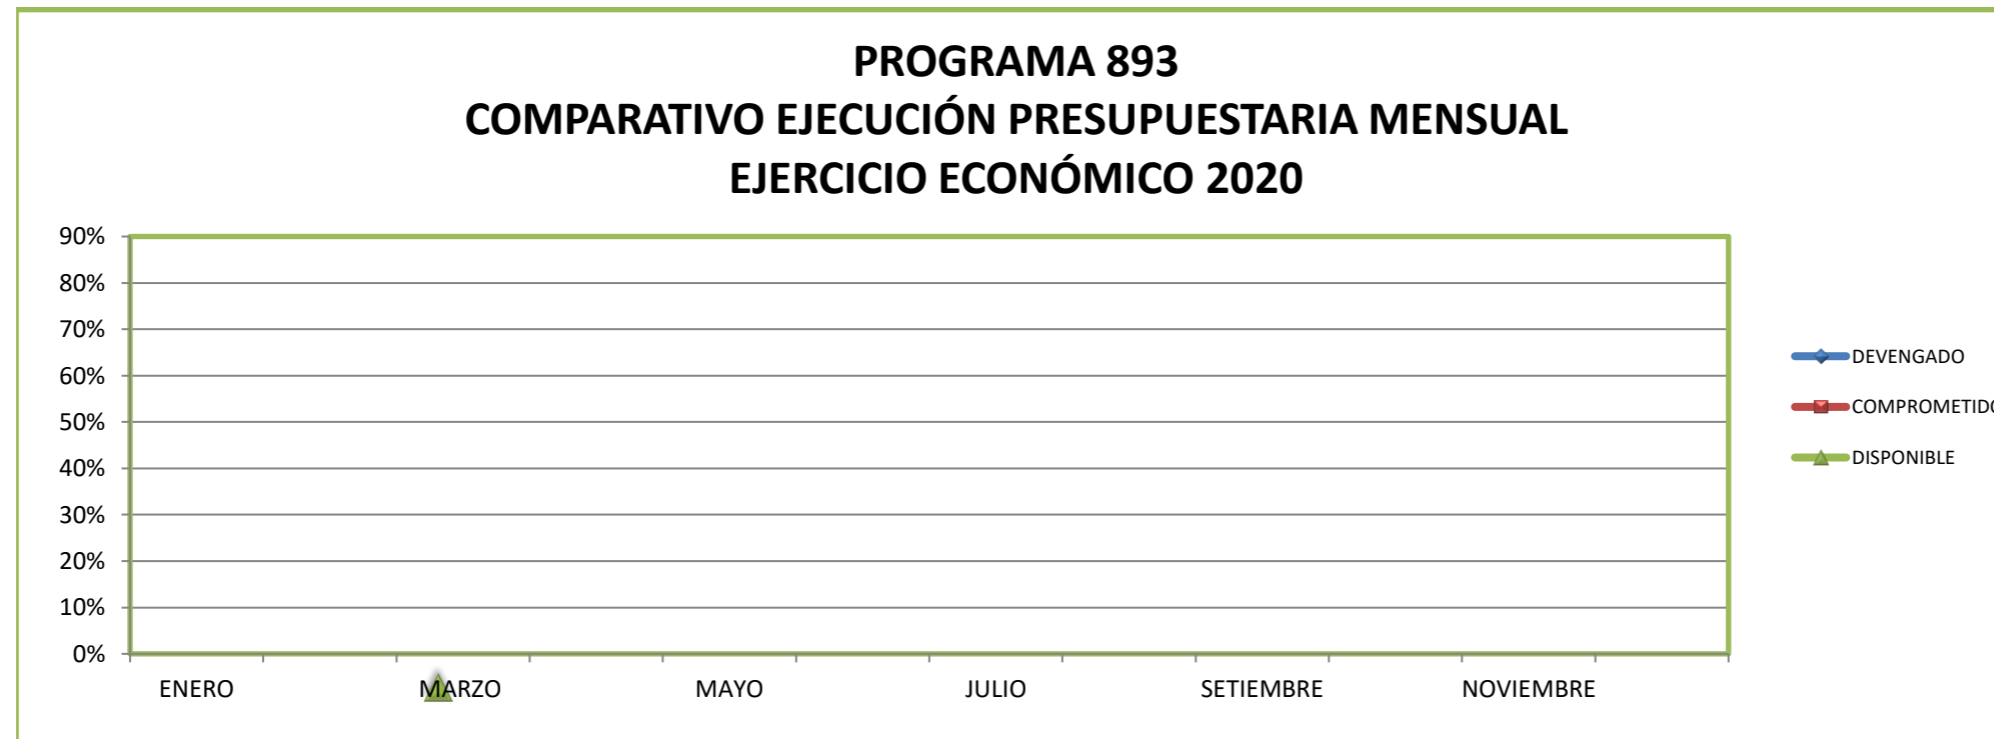 PROGRAMA 893
COMPARATIVO EJECUCIÓN PRESUPUESTARIA MENSUAL
EJERCICIO ECONÓMICO 2020
90%
80%
70%
60%
50%
40%
30%
20%
10%
0%
ENERO MARZO MAYO JULIO SETIEMBRE NOVIEMBRE
DEVENGADO
COMPROMETIDO
DISPONIBLE